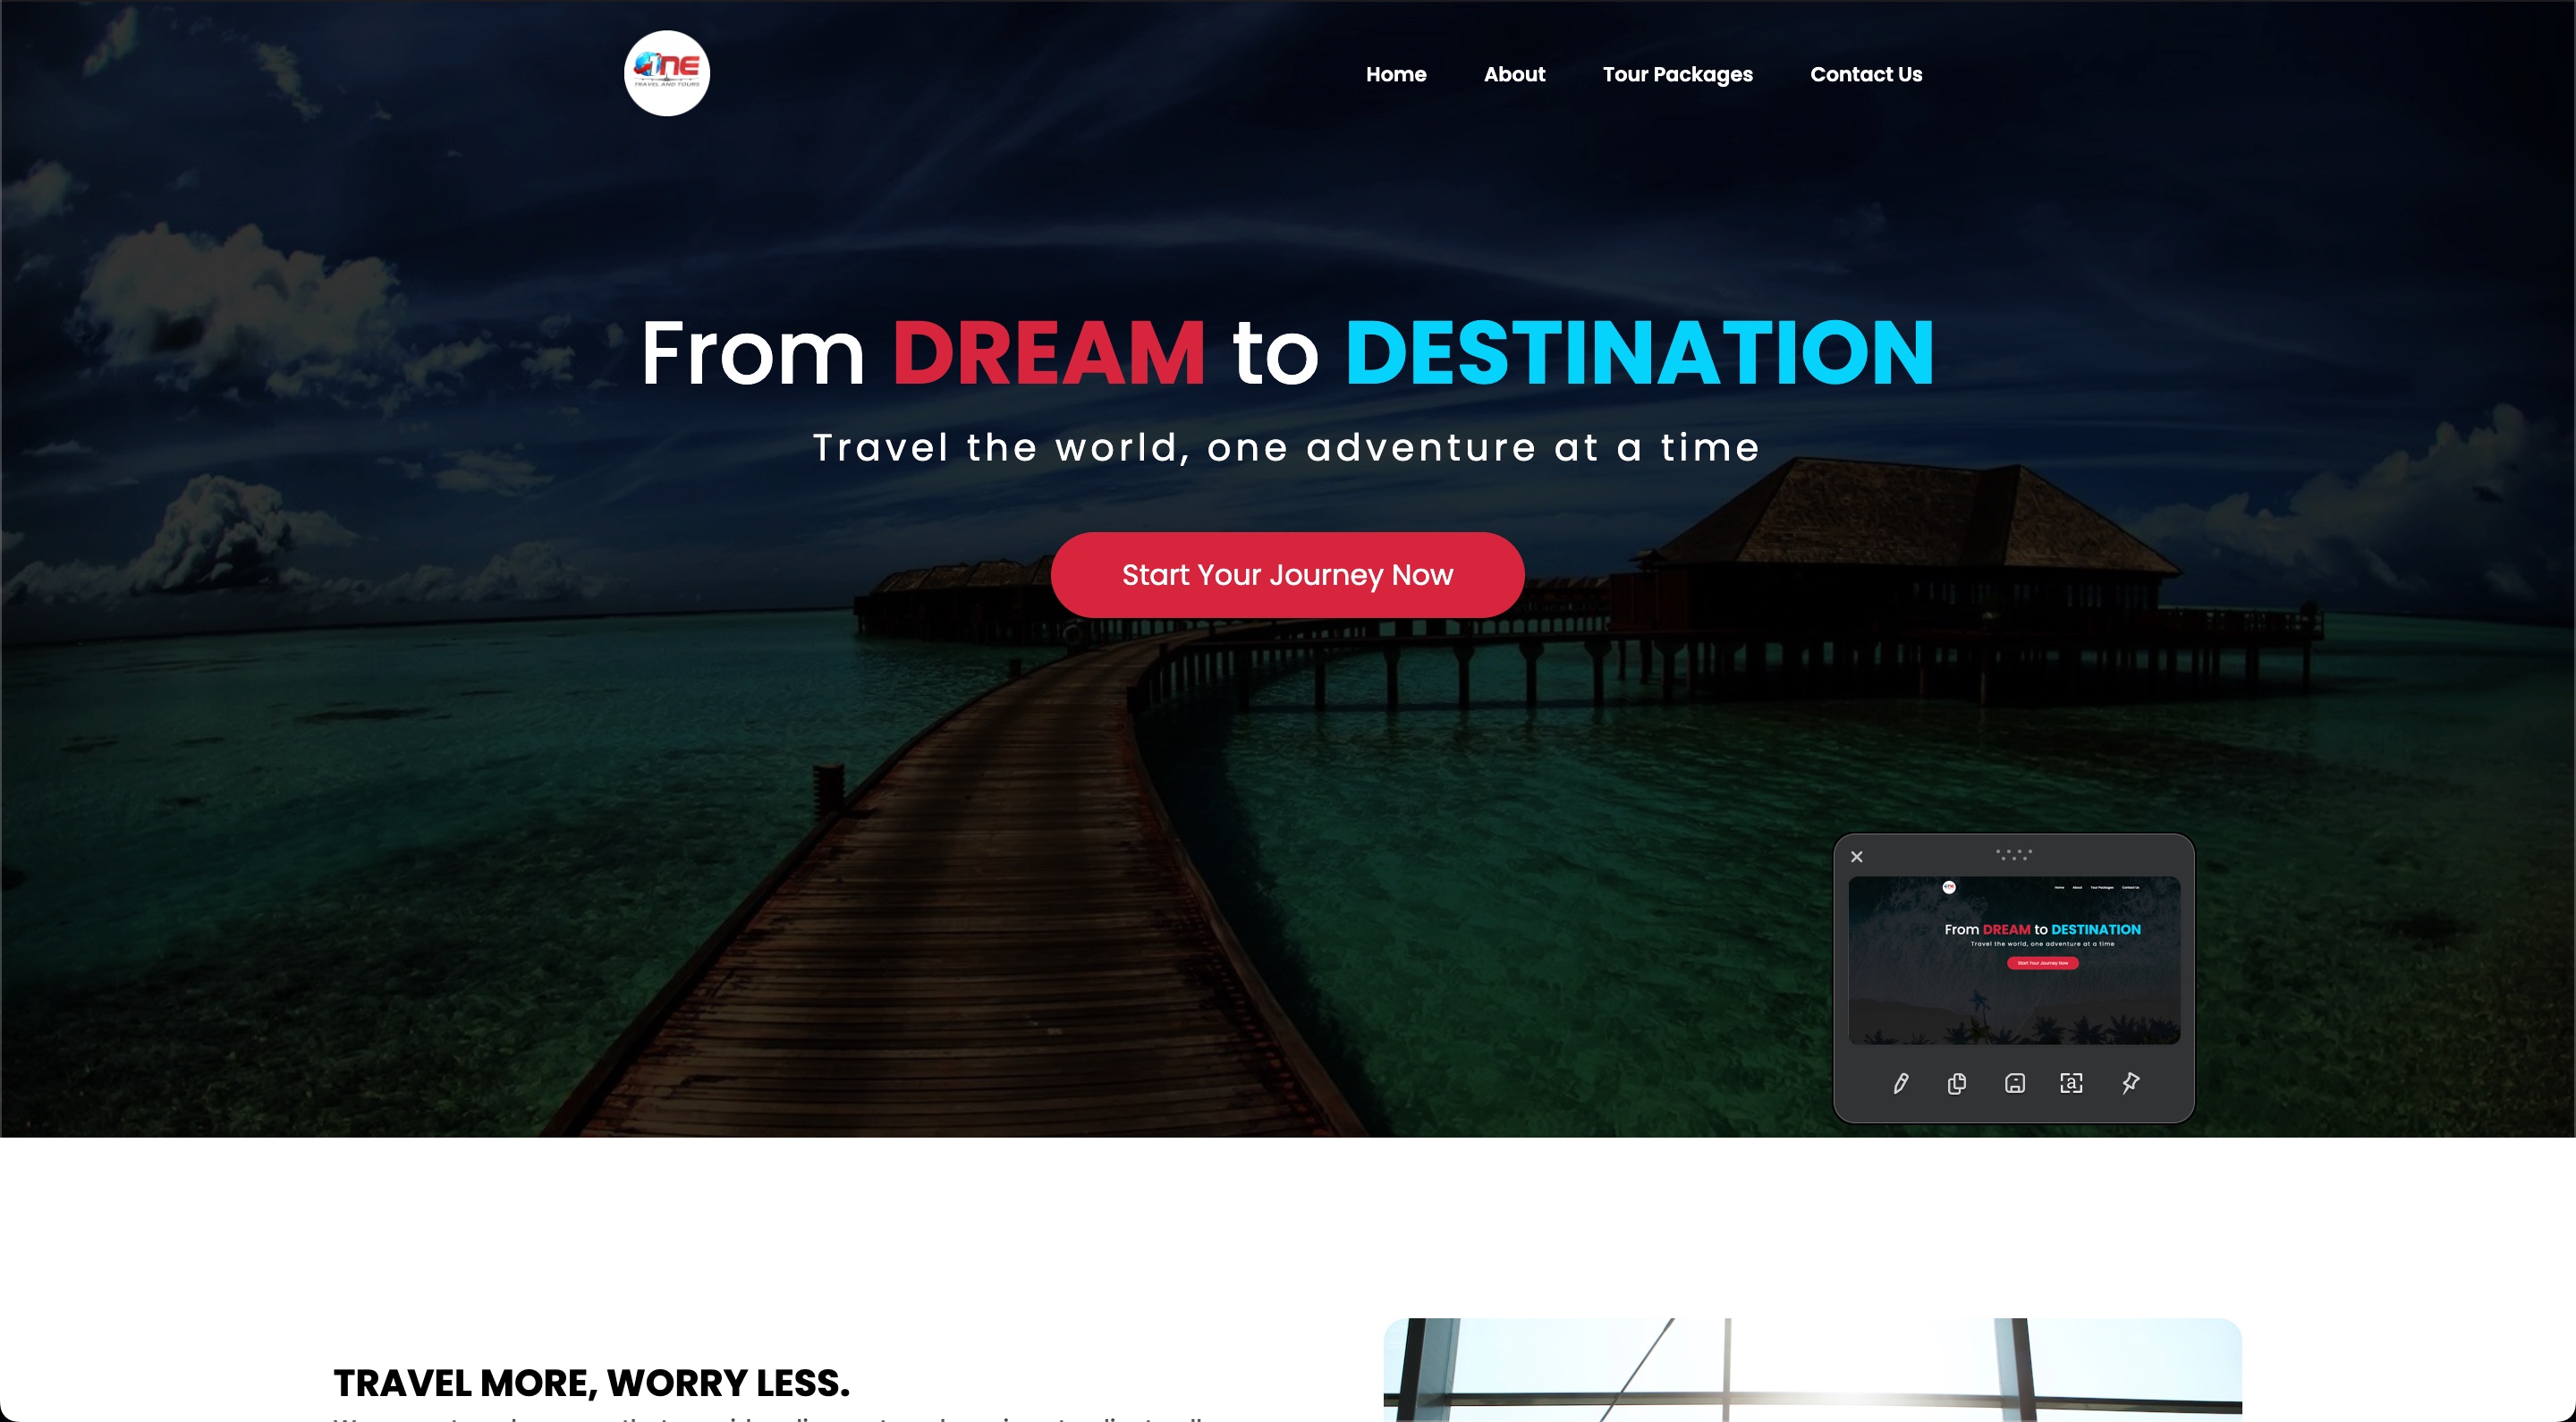 ONE
TRAVEL AND TOURS
Home About Tour Packages Contact Us
From DREAM to DESTINATION
Travel the world, one adventure at a time
Start Your Journey Now
Home About Tour Packages Contact Us
From DREAM to DESTINATION
Travel the world, one adventure at a time
Start Your Journey Now
a
TRAVEL MORE, WORRY LESS.